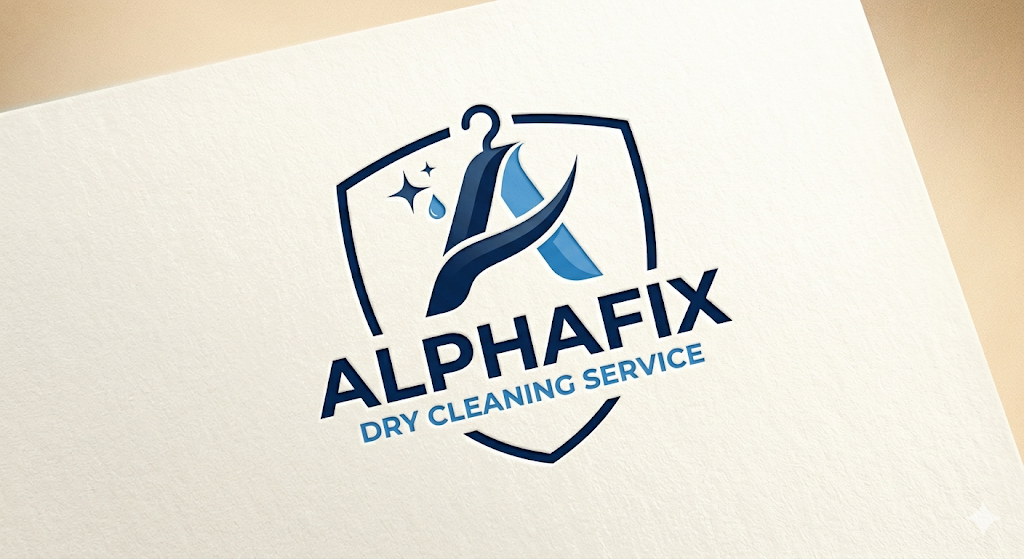 ALPHAFIX
DRY CLEANING SERVICE